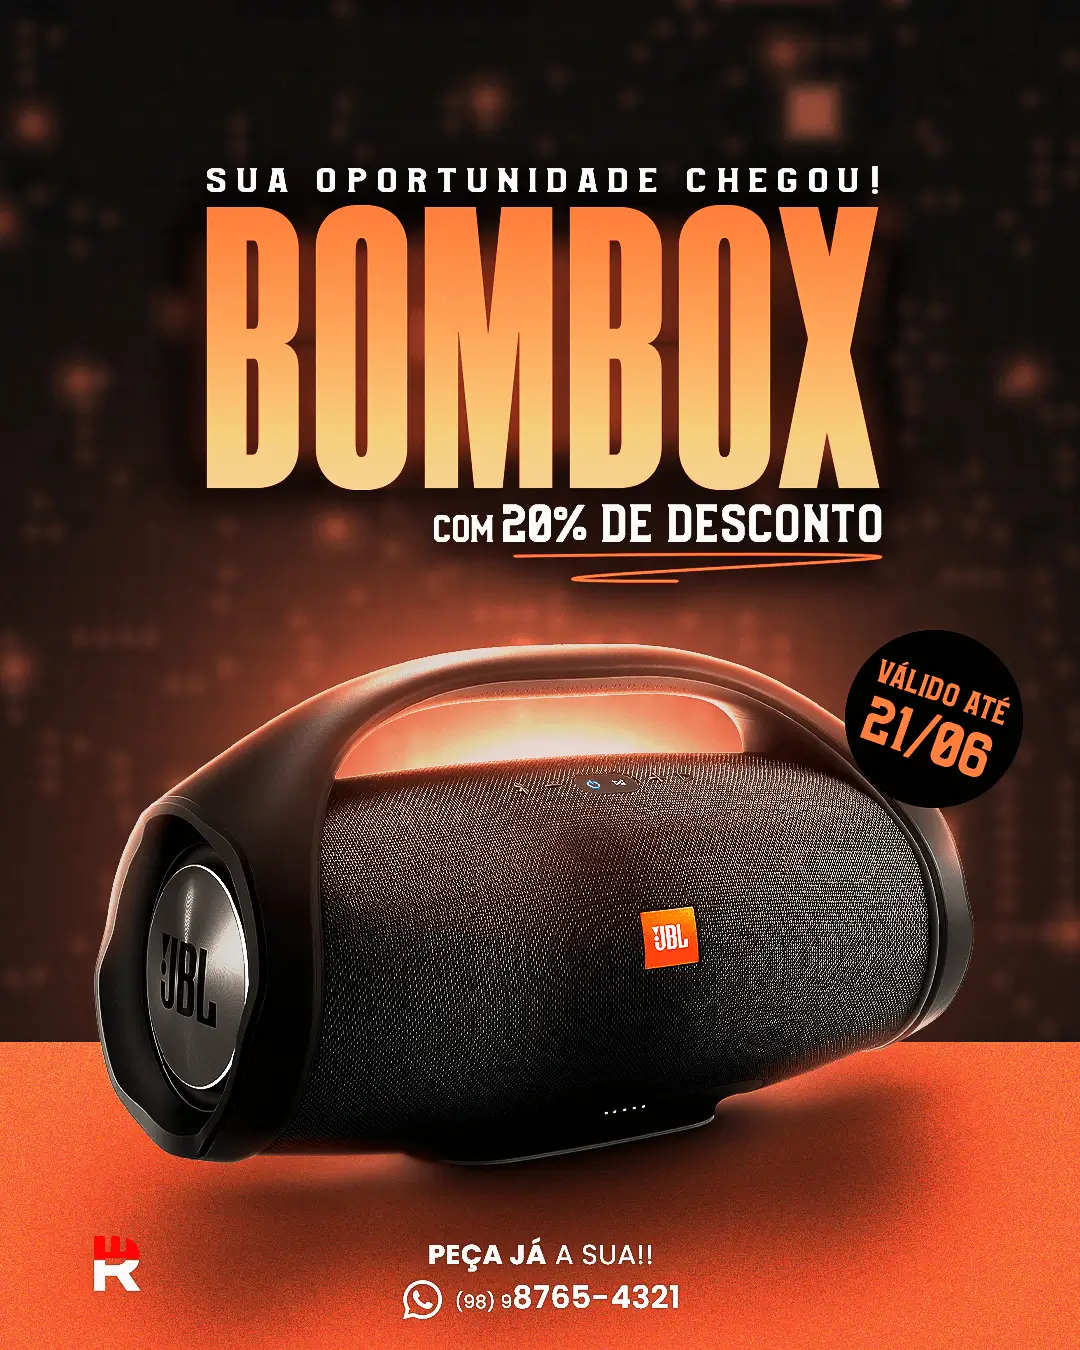 SUA OPORTUNIDADE CHEGOU!
BOMBOX
COM 20% DE DESCONTO
VÁLIDO ATÉ
21/06
JBL
JBL
PEÇA JÁ A SUA!!
(98) 98765-4321